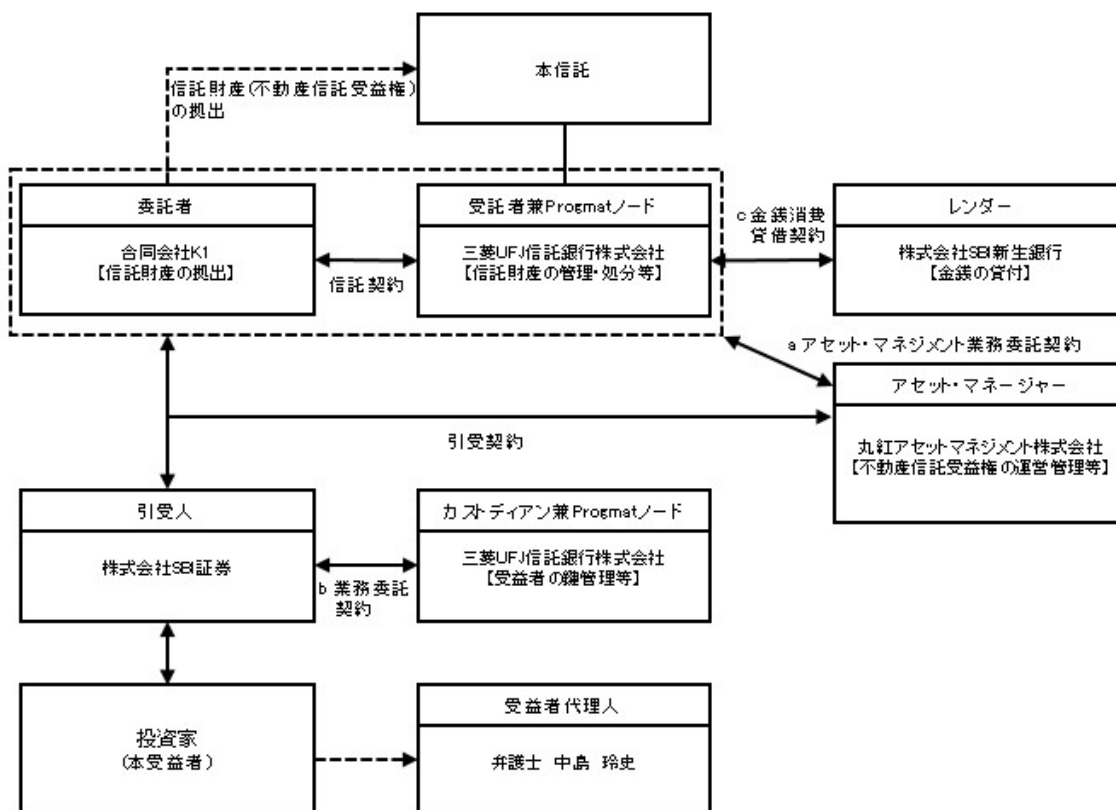 本信託
信託財産(不動産信託受益権)
の拠出
委託者
合同会社K1
【信託財産の拠出】
信託契約
受託者兼Progmatノード
三菱UFJ信託銀行株式会社
【信託財産の管理・処分等】
c 金銭消費
貸借契約
レンダー
株式会社SBI新生銀行
【金銭の貸付】
a アセット・マネジメント業務委託契約
アセット・マネージャー
丸紅アセットマネジメント株式会社
【不動産信託受益権の運営管理等】
引受契約
引受人
株式会社SBI証券
b 業務委託
契約
カストディアン兼Progmatノード
三菱UFJ信託銀行株式会社
【受益者の鍵管理等】
投資家
(本受益者)
受益者代理人
弁護士 中島 玲史